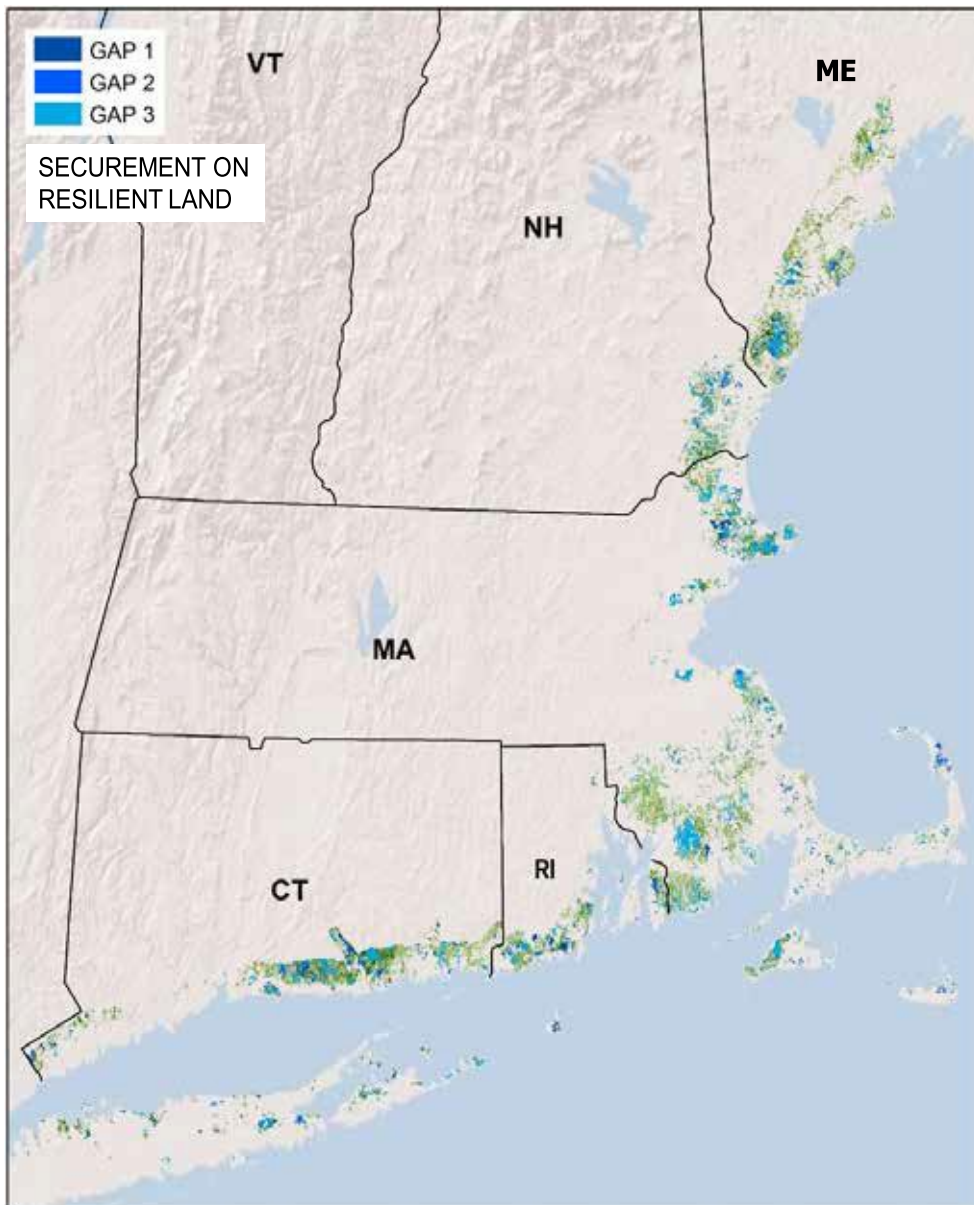 GAP 1
GAP 2
GAP 3
SECUREMENT ON
RESILIENT LAND
VT
ME
NH
MA
CT
RI